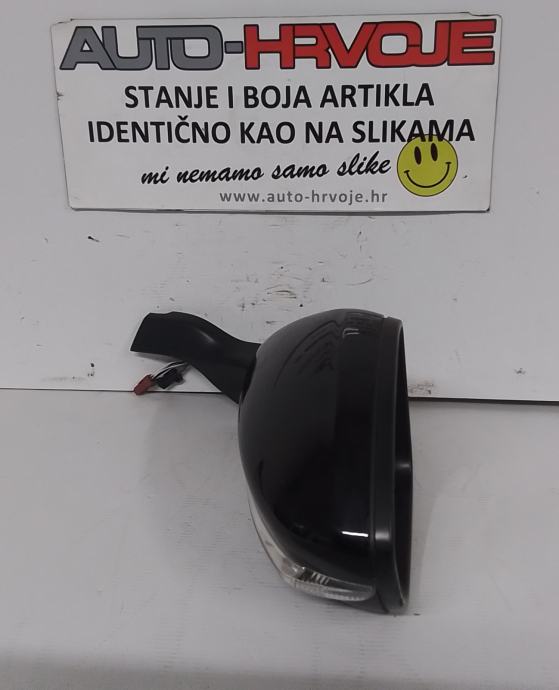 AUTO-HRVOJE
STANJE I BOJA ARTIKLA
IDENTIČNO KAO NA SLIKAMA
mi nemamo samo slike
www.auto-hrvoje.hr